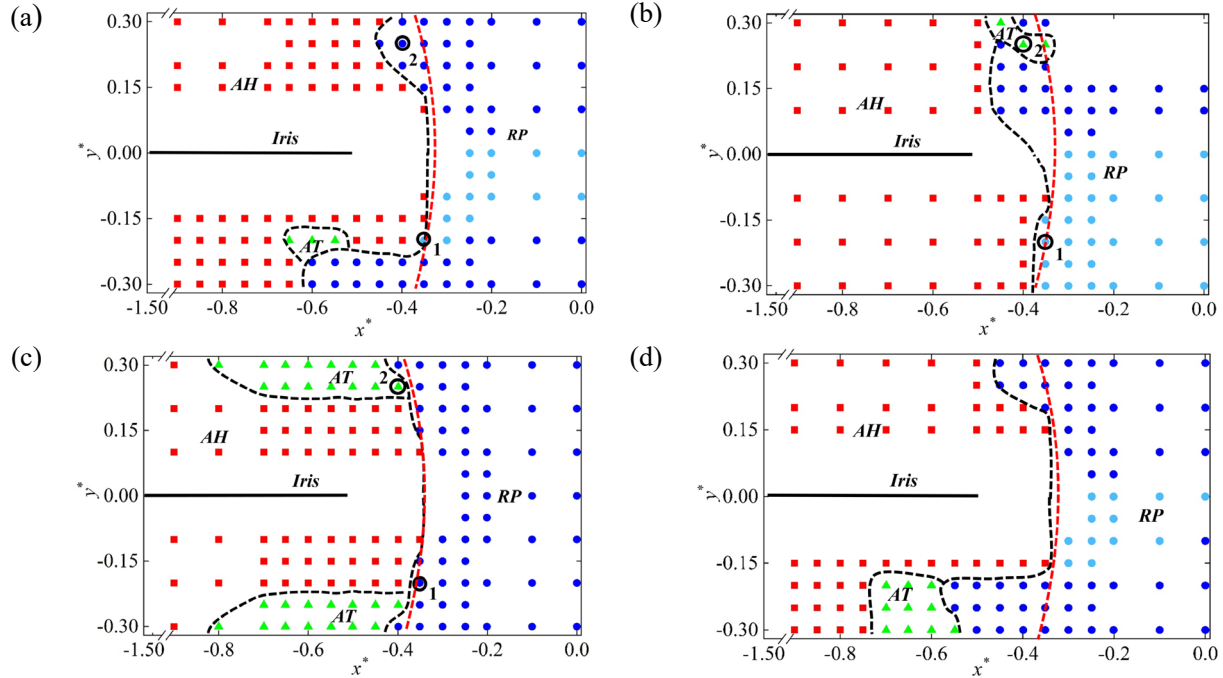 (a)
0.30
0.15
0.00
-0.15
-0.30
y*
AH
Iris
RP
AT
2
1
-1.50 -0.8 -0.6 -0.4 -0.2 0.0
x*
(b)
0.30
0.15
0.00
-0.15
-0.30
y*
AT
2
AH
Iris
RP
1
-1.50 -0.8 -0.6 -0.4 -0.2 0.0
x*
(c)
0.30
0.15
0.00
-0.15
-0.30
y*
AT
2
AH
Iris
RP
1
AT
-1.50 -0.8 -0.6 -0.4 -0.2 0.0
x*
(d)
0.30
0.15
0.00
-0.15
-0.30
y*
AH
Iris
RP
AT
-1.50 -0.8 -0.6 -0.4 -0.2 0.0
x*